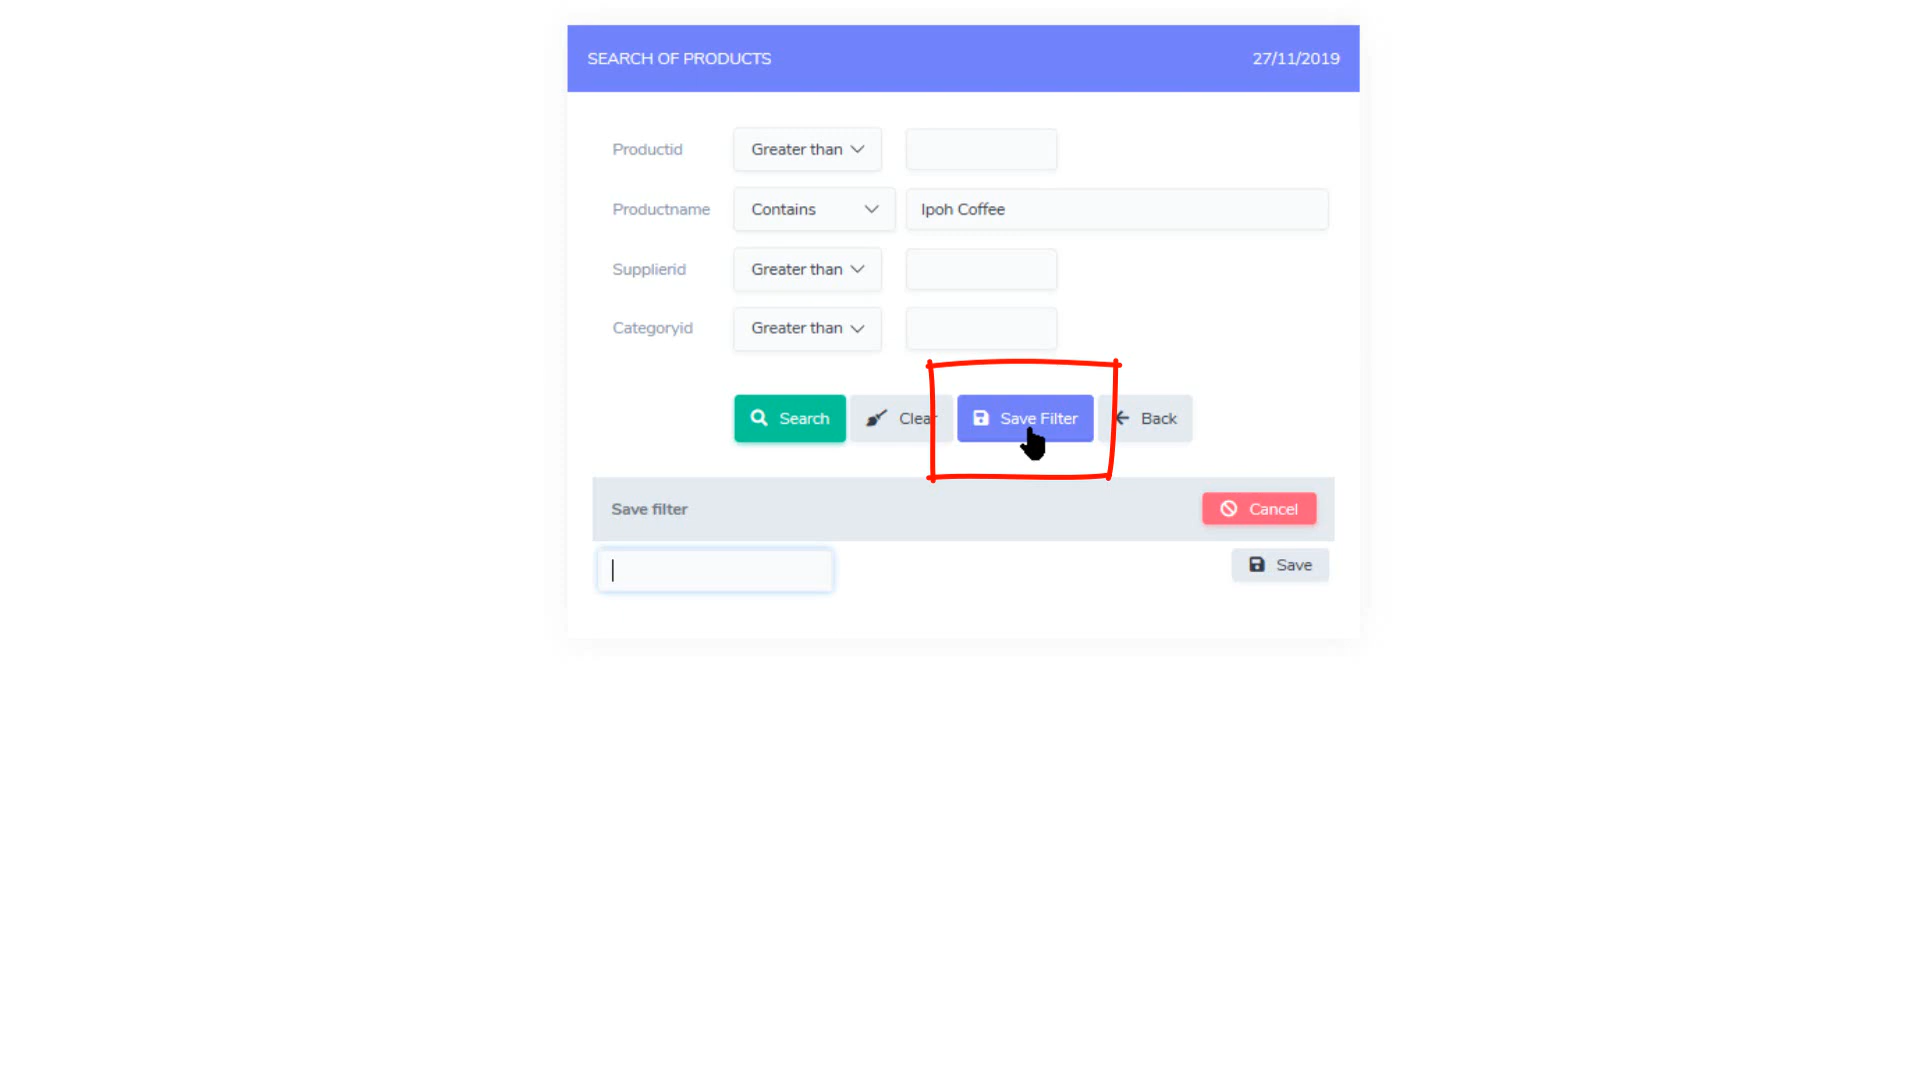 SEARCH OF PRODUCTS 27/11/2019
Productid Greater than
Productname Contains Ipoh Coffee
Supplierid Greater than
Categoryid Greater than
Search Clear Save Filter Back
Save filter Cancel
Save